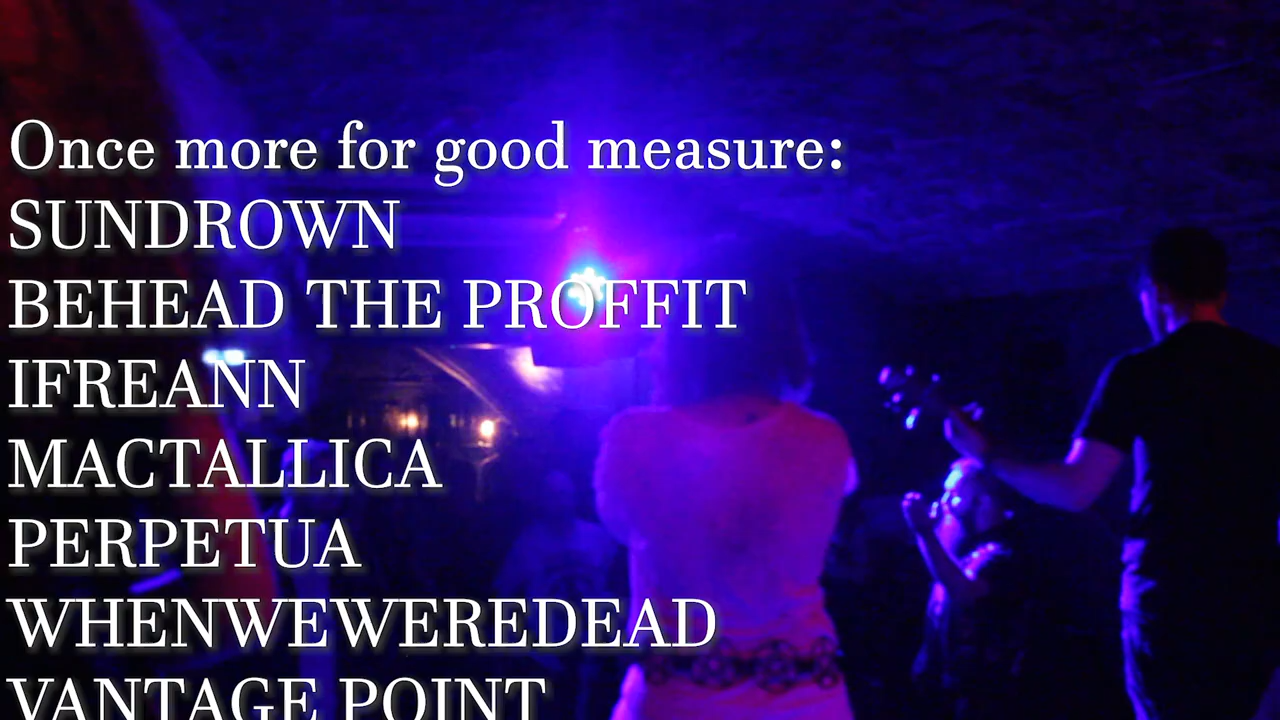 Once more for good measure:
SUNDROWN
BEHEAD THE PROFFIT
IFREANN
MACTALLICA
PERPETUA
WHENWEWEREDEAD
VANTAGE POINT